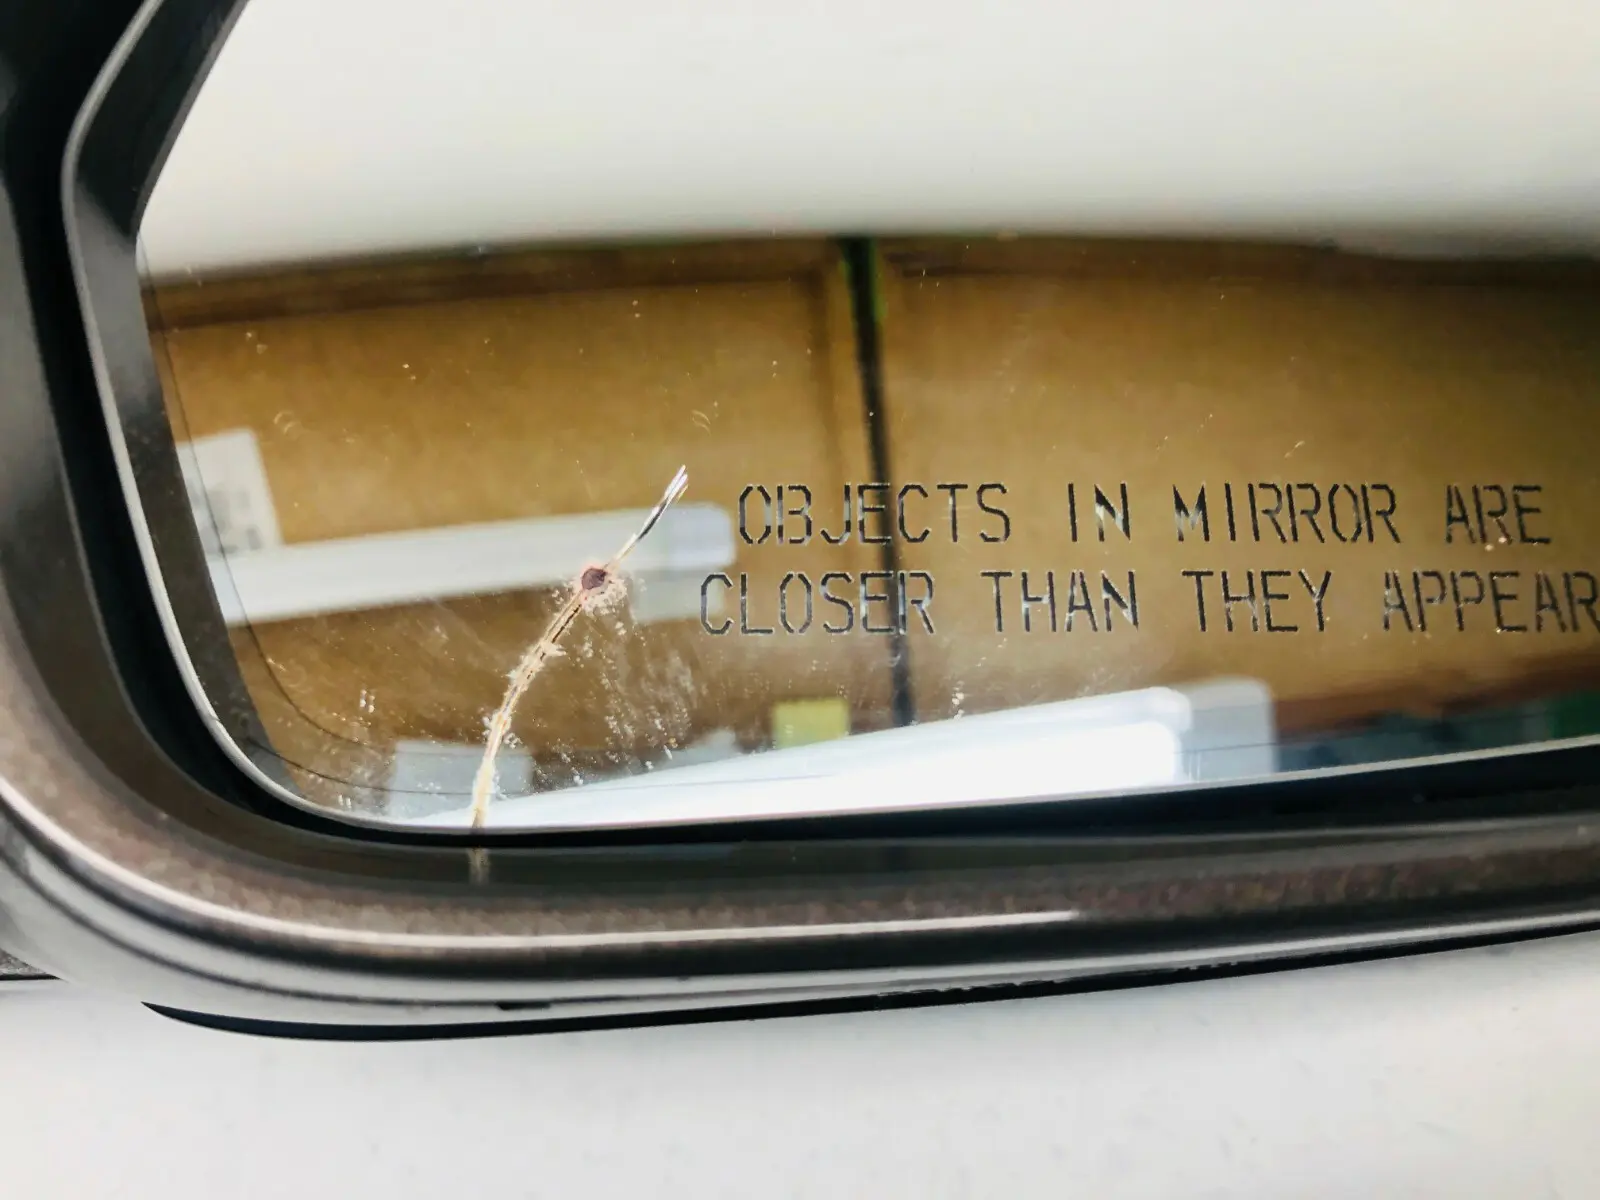 OBJECTS IN MIRROR ARE
CLOSER THAN THEY APPEAR